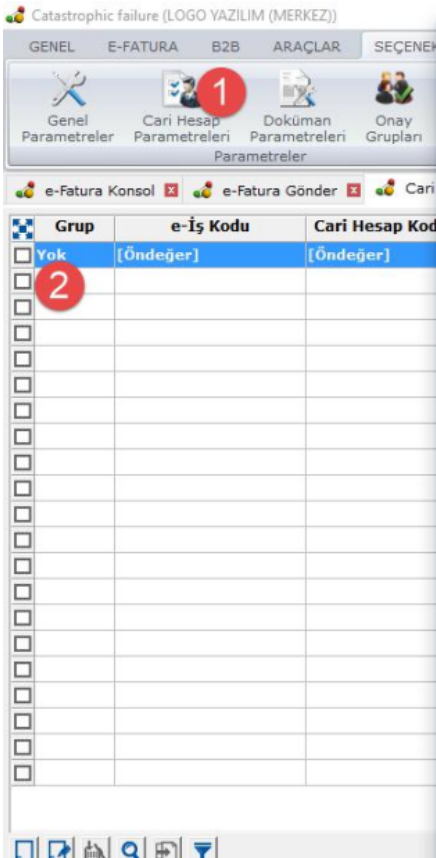 Catastrophic failure (LOGO YAZILIM (MERKEZ))
GENEL E-FATURA B2B ARAÇLAR SEÇENEK
1
Genel Parametreler
Cari Hesap Parametreleri
Doküman Parametreleri
Onay Grupları
Parametreler
e-Fatura Konsol e-Fatura Gönder Cari
Grup e-İş Kodu Cari Hesap Kod
Yok [Öndeğer] [Öndeğer]
2